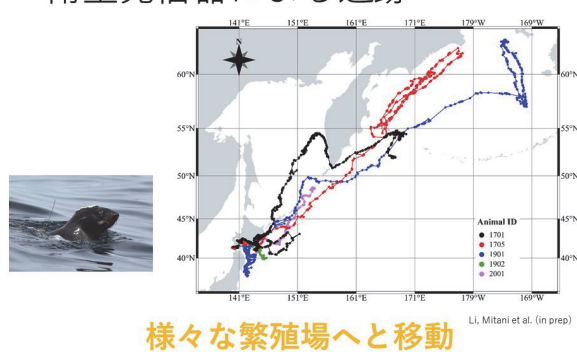 141°E 151°E 161°E 171°E 179°W 169°W
N
60°N 60°N
55°N 55°N
50°N 50°N
45°N 45°N
40°N 40°N
Animal ID
1701
1705
1901
1902
2001
141°E 151°E 161°E 171°E 179°W 169°W
Li, Mitani et al. (in prep)
様々な繁殖場へと移動